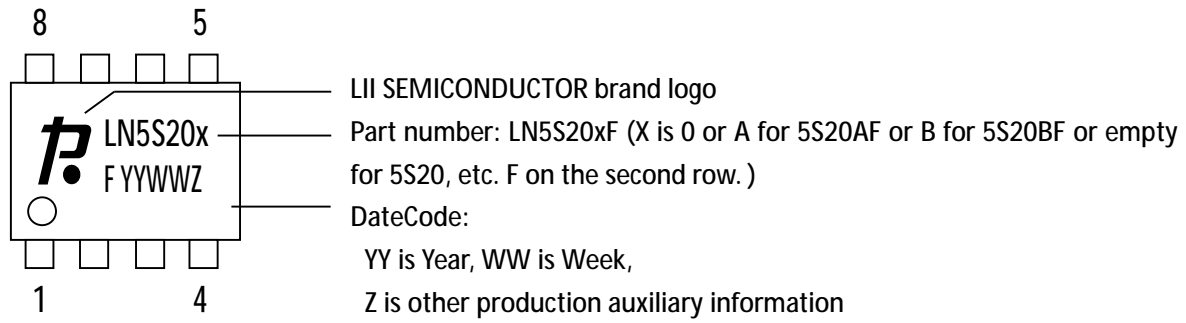 8 5
LII SEMICONDUCTOR brand logo
LN5S20x
Part number: LN5S20xF (X is 0 or A for 5S20AF or B for 5S20BF or empty
F YYWWZ
for 5S20, etc. F on the second row. )
DateCode:
YY is Year, WW is Week,
1 4
Z is other production auxiliary information